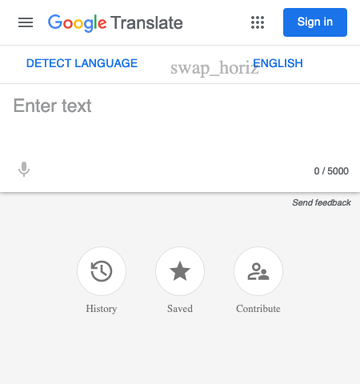 Google Translate
Sign in
DETECT LANGUAGE
swap_horiz
ENGLISH
Enter text
0 / 5000
Send feedback
History
Saved
Contribute